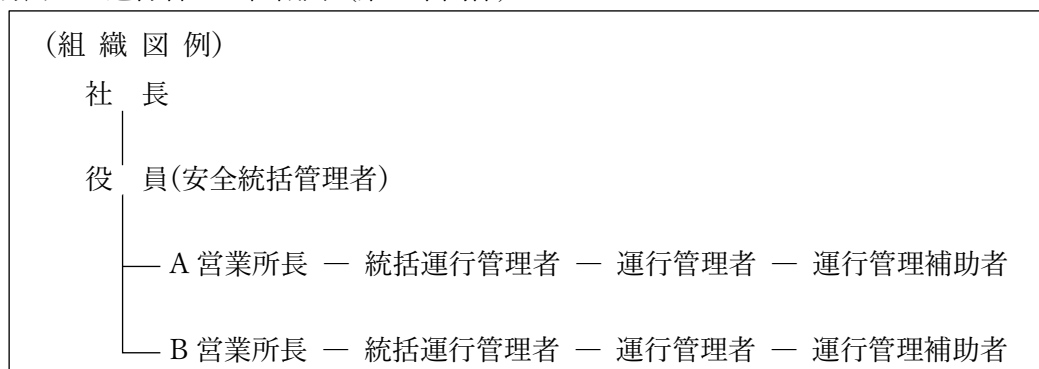 (組 織 図 例)
社 長
役 員(安全統括管理者)
A 営業所長 ― 統括運行管理者 ― 運行管理者 ― 運行管理補助者
B 営業所長 ― 統括運行管理者 ― 運行管理者 ― 運行管理補助者